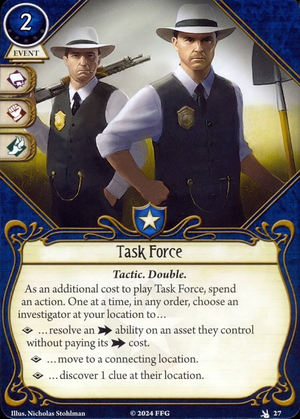 2
EVENT
Task Force
Tactic. Double.
As an additional cost to play Task Force, spend
an action. One at a time, in any order, choose an
investigator at your location to…
…resolve an ability on an asset they control
without paying its cost.
…move to a connecting location.
…discover 1 clue at their location.
Illus. Nicholas Stohlman
© 2024 FFG
27